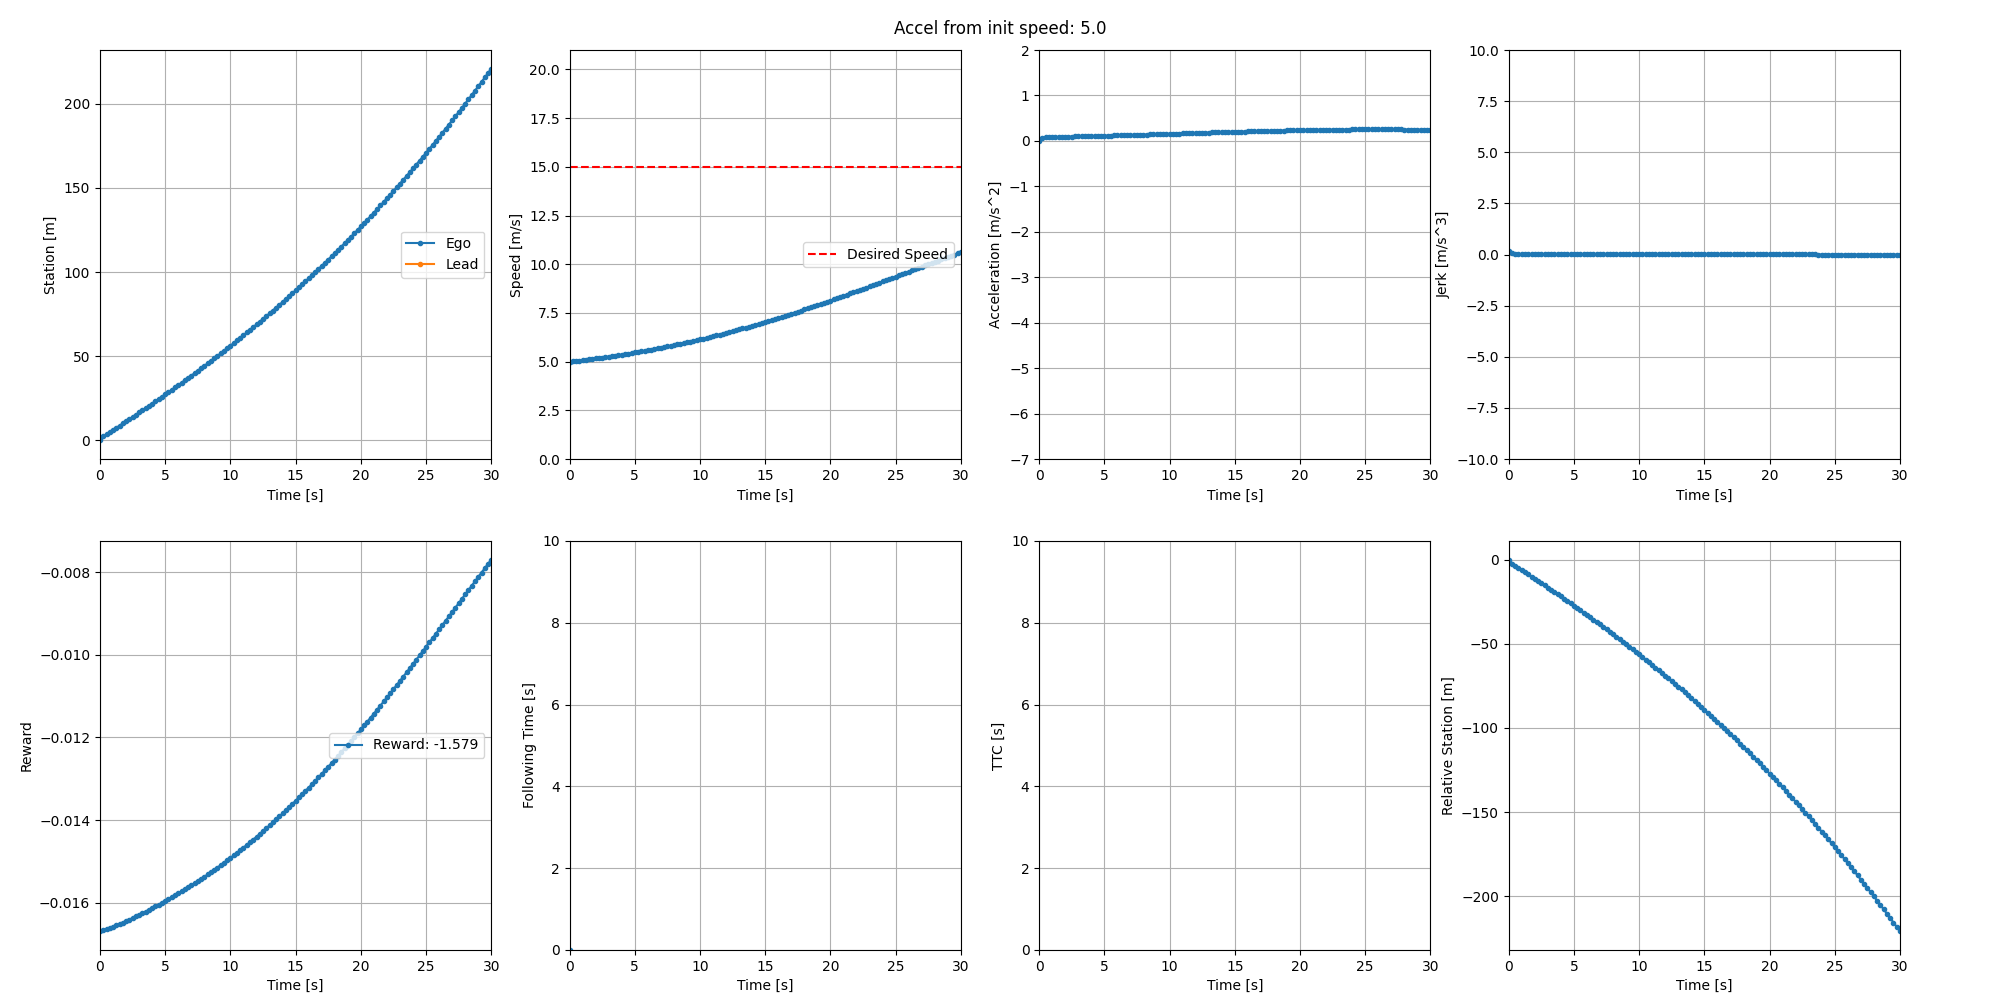 Accel from init speed: 5.0
Station [m]
200
150
100
50
0
Ego
Lead
0 5 10 15 20 25 30
Time [s]
Speed [m/s]
20.0
17.5
15.0
12.5
10.0
7.5
5.0
2.5
0.0
Desired Speed
0 5 10 15 20 25 30
Time [s]
Acceleration [m/s^2]
2
1
0
−1
−2
−3
−4
−5
−6
−7
0 5 10 15 20 25 30
Time [s]
Jerk [m/s^3]
10.0
7.5
5.0
2.5
0.0
−2.5
−5.0
−7.5
−10.0
0 5 10 15 20 25 30
Time [s]
Reward
−0.008
−0.010
−0.012
−0.014
−0.016
Reward: -1.579
0 5 10 15 20 25 30
Time [s]
Following Time [s]
10
8
6
4
2
0
0 5 10 15 20 25 30
Time [s]
TTC [s]
10
8
6
4
2
0
0 5 10 15 20 25 30
Time [s]
Relative Station [m]
0
−50
−100
−150
−200
0 5 10 15 20 25 30
Time [s]